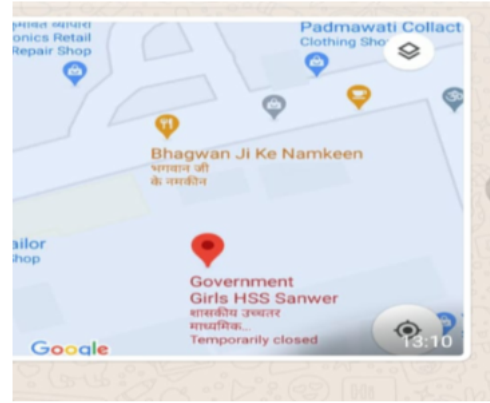 onics Retail
Repair Shop
Padmawati Collect
Clothing Sho
Bhagwan Ji Ke Namkeen
भगवान जी
के नमकीन
ailor
hop
Government
Girls HSS Sanwer
शासकीय उच्चतर
माध्यमिक...
Temporarily closed
Google
13:10